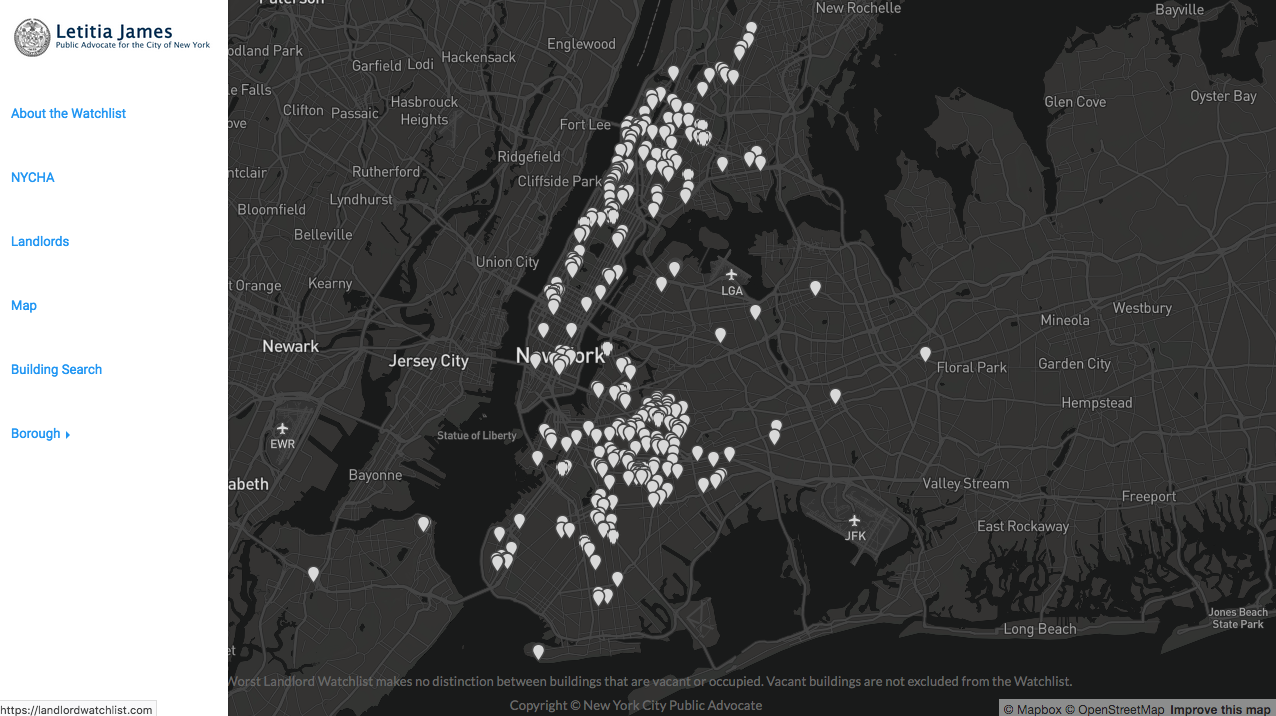 Letitia James
Public Advocate for the City of New York
About the Watchlist
NYCHA
Landlords
Map
Building Search
Borough
https://landlordwatchlist.com
Paterson
New Rochelle
Bayville
Englewood
odland Park
Hackensack
Garfield
Lodi
le Falls
Glen Cove
Oyster Bay
Clifton
Passaic
Hasbrouck
Heights
ove
Fort Lee
Ridgefield
ntclair
Rutherford
Cliffside Park
Lyndhurst
Bloomfield
Belleville
Union City
t Orange
Kearny
LGA
Westbury
Mineola
Newark
Jersey City
New York
Floral Park
Garden City
Hempstead
EWR
Statue of Liberty
Bayonne
abeth
Valley Stream
Freeport
East Rockaway
JFK
Jones Beach
State Park
Long Beach
et
Worst Landlord Watchlist makes no distinction between buildings that are vacant or occupied. Vacant buildings are not excluded from the Watchlist.
Copyright © New York City Public Advocate
© Mapbox © OpenStreetMap Improve this map